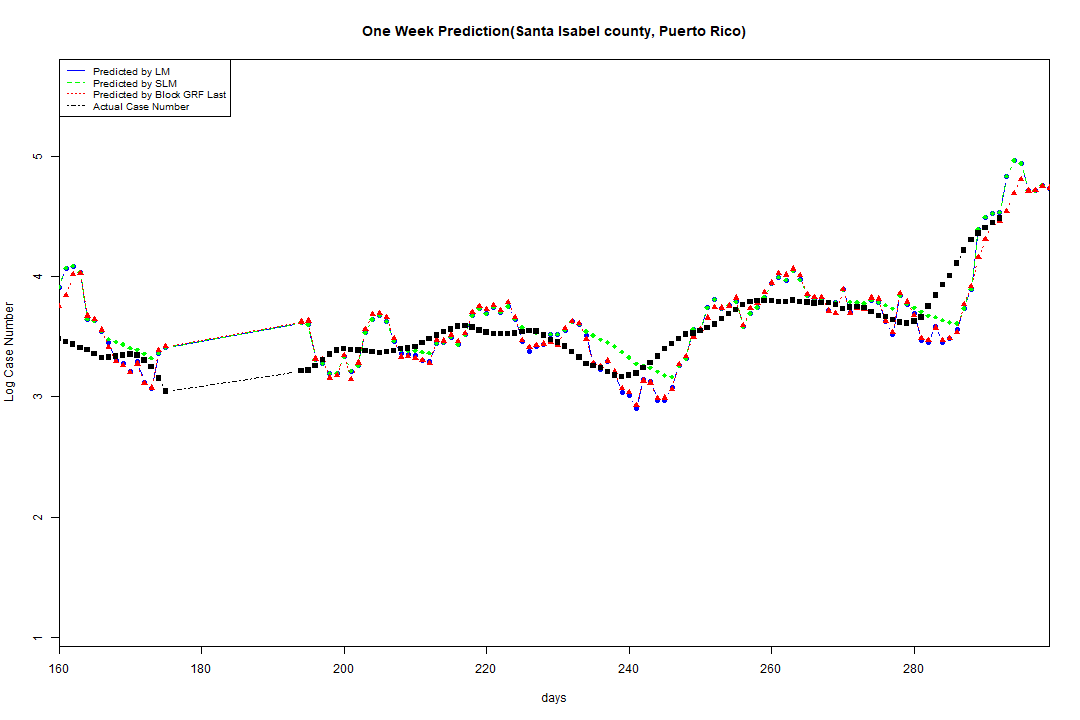 One Week Prediction(Santa Isabel county, Puerto Rico)
Predicted by LM
Predicted by SLM
Predicted by Block GRF Last
Actual Case Number
5
4
3
2
1
Log Case Number
160 180 200 220 240 260 280
days